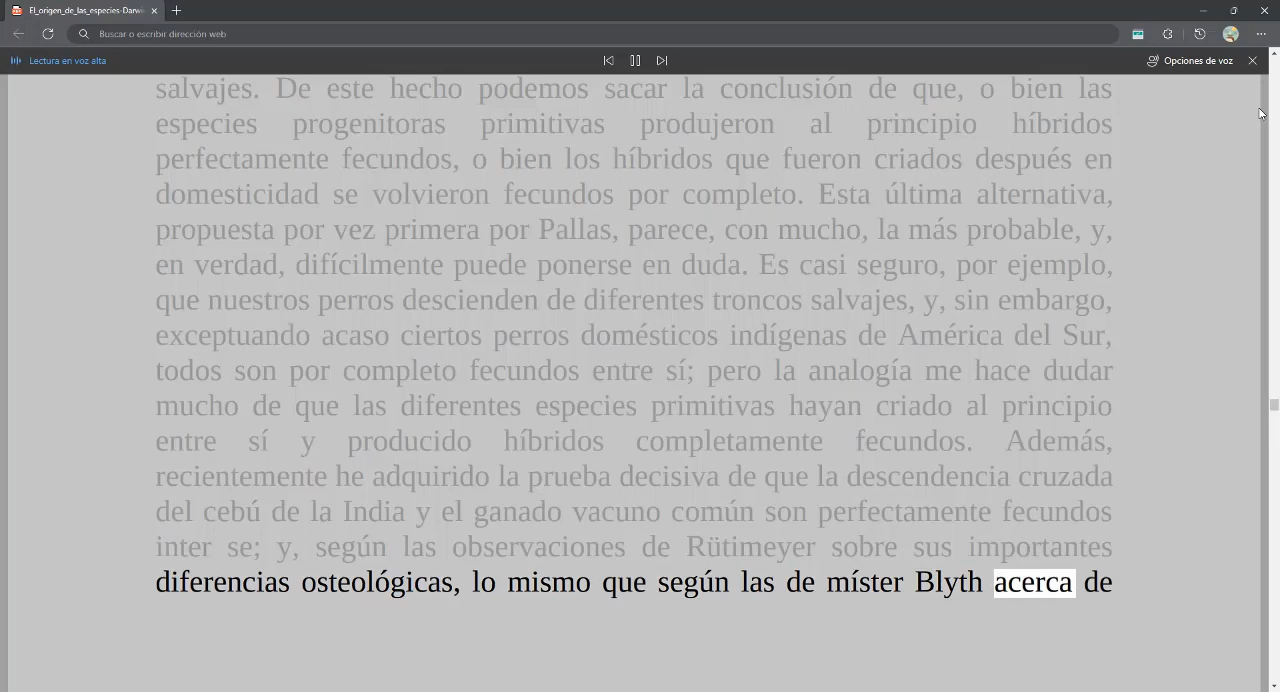 El_origen_de_las_especies-Darwi
Buscar o escribir dirección web
Lectura en voz alta
Opciones de voz
salvajes. De este hecho podemos sacar la conclusión de que, o bien las
especies progenitoras primitivas produjeron al principio híbridos
perfectamente fecundos, o bien los híbridos que fueron criados después en
domesticidad se volvieron fecundos por completo. Esta última alternativa,
propuesta por vez primera por Pallas, parece, con mucho, la más probable, y,
en verdad, difícilmente puede ponerse en duda. Es casi seguro, por ejemplo,
que nuestros perros descienden de diferentes troncos salvajes, y, sin embargo,
exceptuando acaso ciertos perros domésticos indígenas de América del Sur,
todos son por completo fecundos entre sí; pero la analogía me hace dudar
mucho de que las diferentes especies primitivas hayan criado al principio
entre sí y producido híbridos completamente fecundos. Además,
recientemente he adquirido la prueba decisiva de que la descendencia cruzada
del cebú de la India y el ganado vacuno común son perfectamente fecundos
inter se; y, según las observaciones de Rütimeyer sobre sus importantes
diferencias osteológicas, lo mismo que según las de míster Blyth acerca de